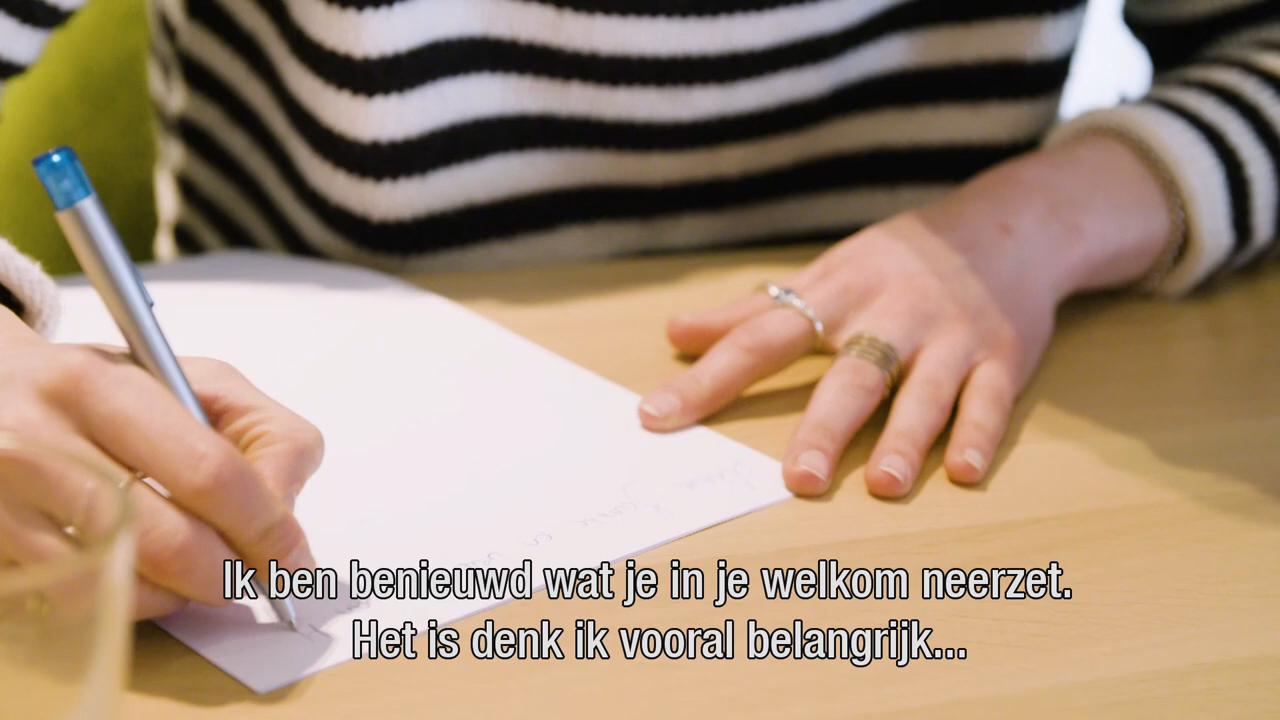 Ik ben benieuwd wat je in je welkom neerzet.
Het is denk ik vooral belangrijk...